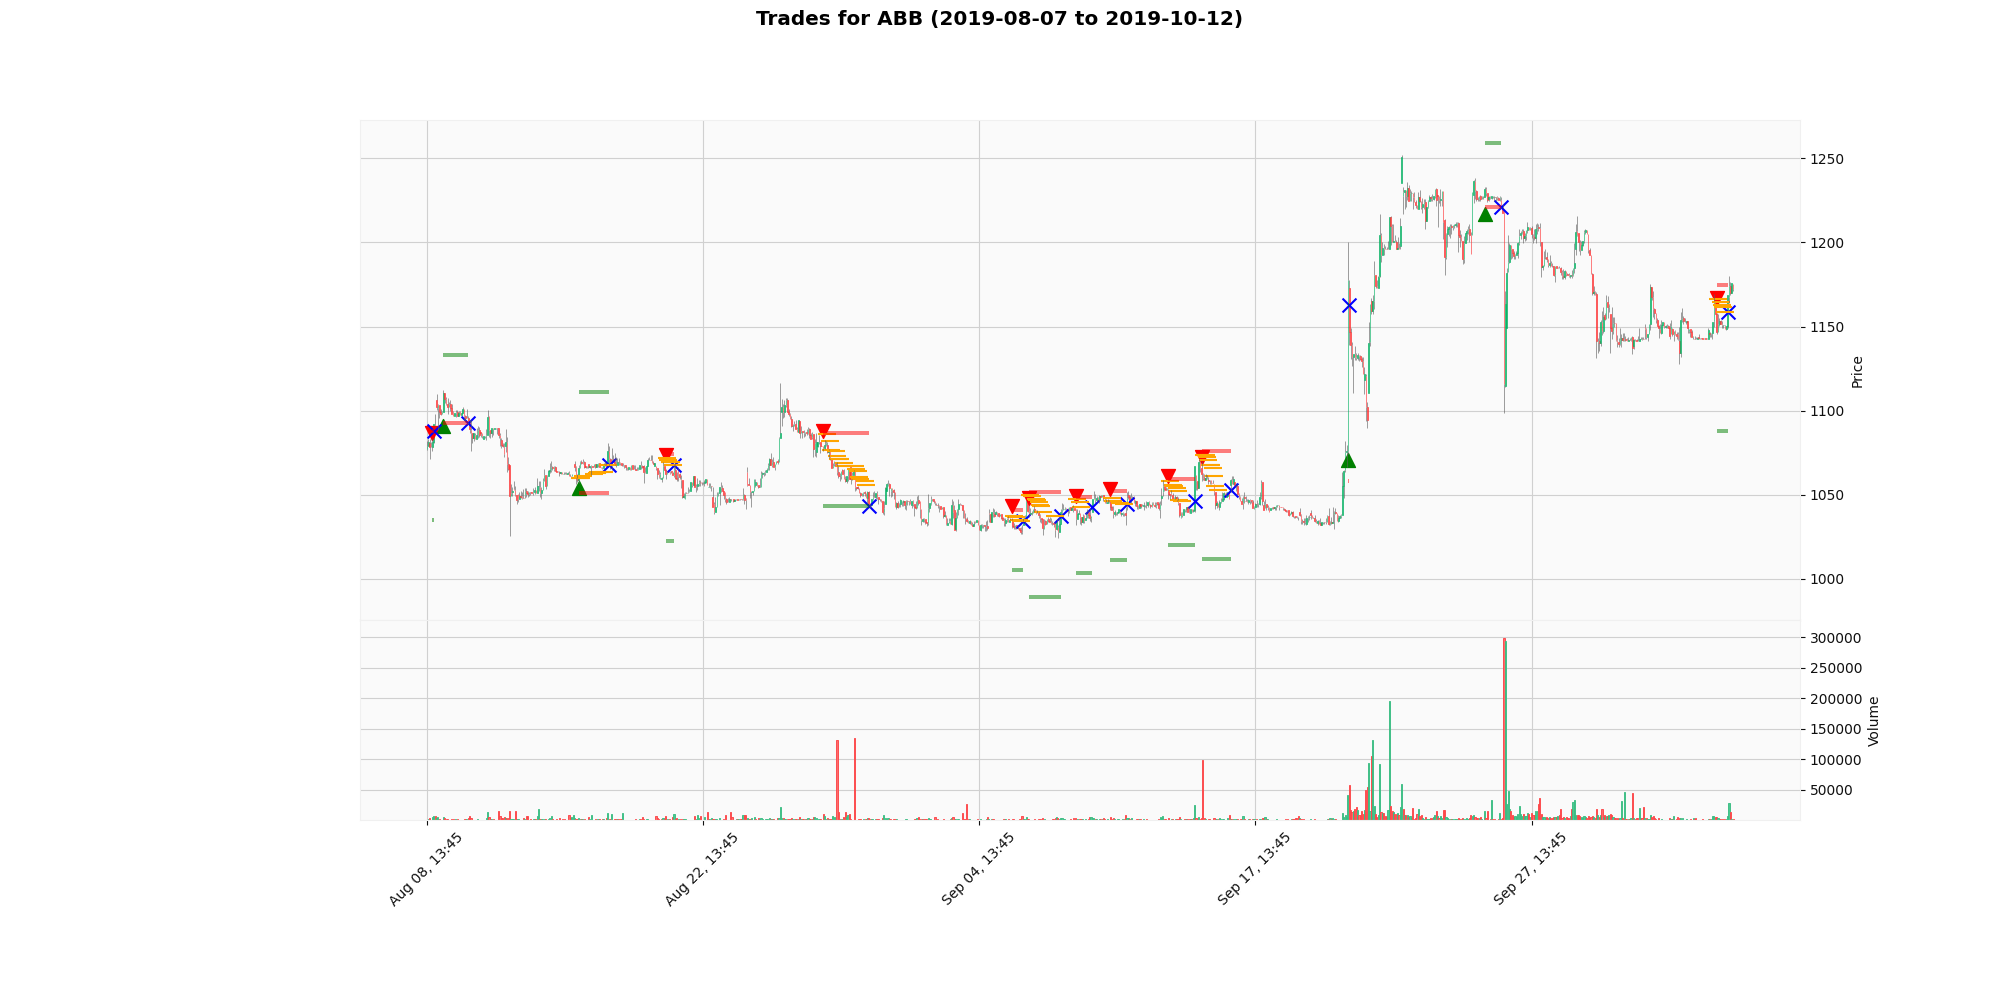 Trades for ABB (2019-08-07 to 2019-10-12)
1250
1200
1150
1100
1050
1000
Price
300000
250000
200000
150000
100000
50000
Volume
Aug 08, 13:45
Aug 22, 13:45
Sep 04, 13:45
Sep 17, 13:45
Sep 27, 13:45